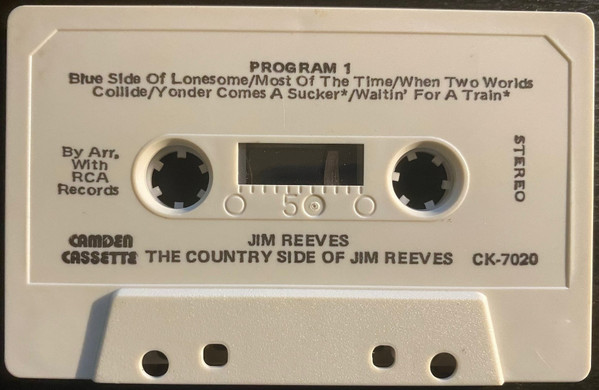 PROGRAM 1
Blue Side Of Lonesome/Most Of The Time/When Two Worlds
Collide/Yonder Comes A Sucker*/Waitin' For A Train*
By Arr.
With
RCA
Records
STEREO
50
CAMDEN
CASSETTE
JIM REEVES
THE COUNTRY SIDE OF JIM REEVES
CK-7020